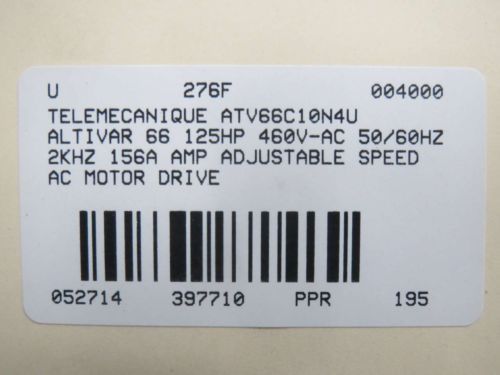 U 276F 004000
TELEMECANIQUE ATV66C10N4U
ALTIVAR 66 125HP 460V-AC 50/60HZ
2KHZ 156A AMP ADJUSTABLE SPEED
AC MOTOR DRIVE
052714 397710 PPR 195